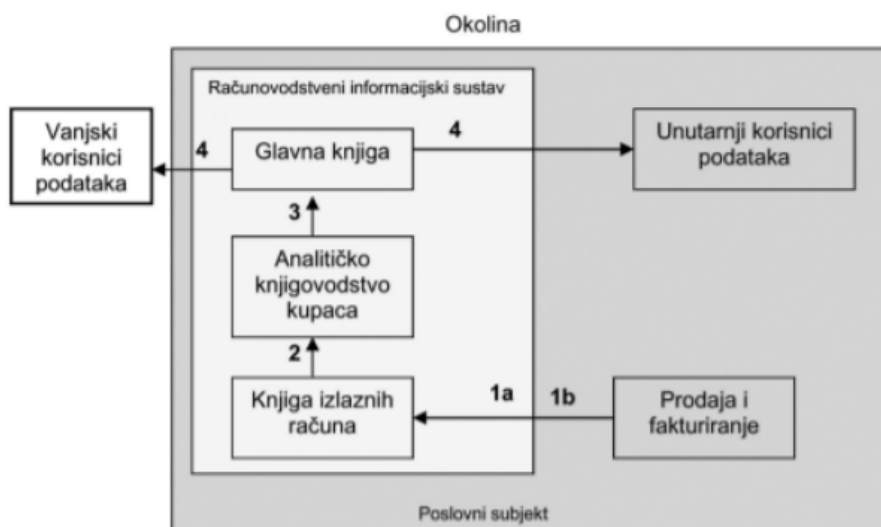 Okolina
Računovodstveni informacijski sustav
Vanjski
korisnici
podataka
4
Glavna knjiga
4
Unutarnji korisnici
podataka
3
Analitičko
knjigovodstvo
kupaca
2
Knjiga izlaznih
računa
1a
1b
Prodaja i
fakturiranje
Poslovni subjekt